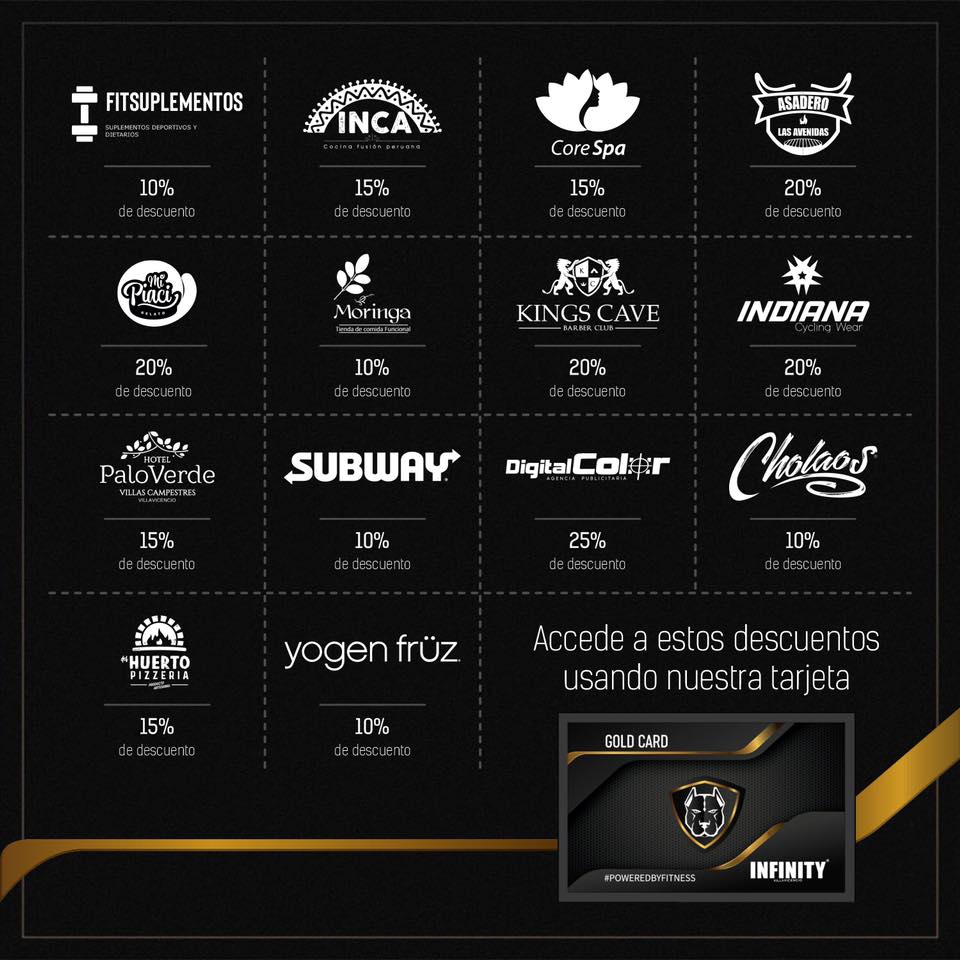 FITSUPLEMENTOS
SUPLEMENTOS DEPORTIVOS Y
DIETARIOS
10%
de descuento
INCA
Cocina fusión peruana
15%
de descuento
Core Spa
15%
de descuento
ASADERO
LAS AVENIDAS
20%
de descuento
Mi
Piaci
GELATO
20%
de descuento
Moringa
Tienda de comida Funcional
10%
de descuento
K A
C
KINGS CAVE
BARBER CLUB
20%
de descuento
INDIANA
Cycling Wear
20%
de descuento
HOTEL
PaloVerde
VILLAS CAMPESTRES
VILLAVICENCIO
15%
de descuento
SUBWAY
10%
de descuento
DigitalColor
AGENCIA PUBLICITARIA
25%
de descuento
Cholaos
10%
de descuento
HUERTO
PIZZERIA
15%
de descuento
yogen früz
10%
de descuento
Accede a estos descuentos
usando nuestra tarjeta
GOLD CARD
#POWEREDBYFITNESS
INFINITY
VILLAVICENCIO